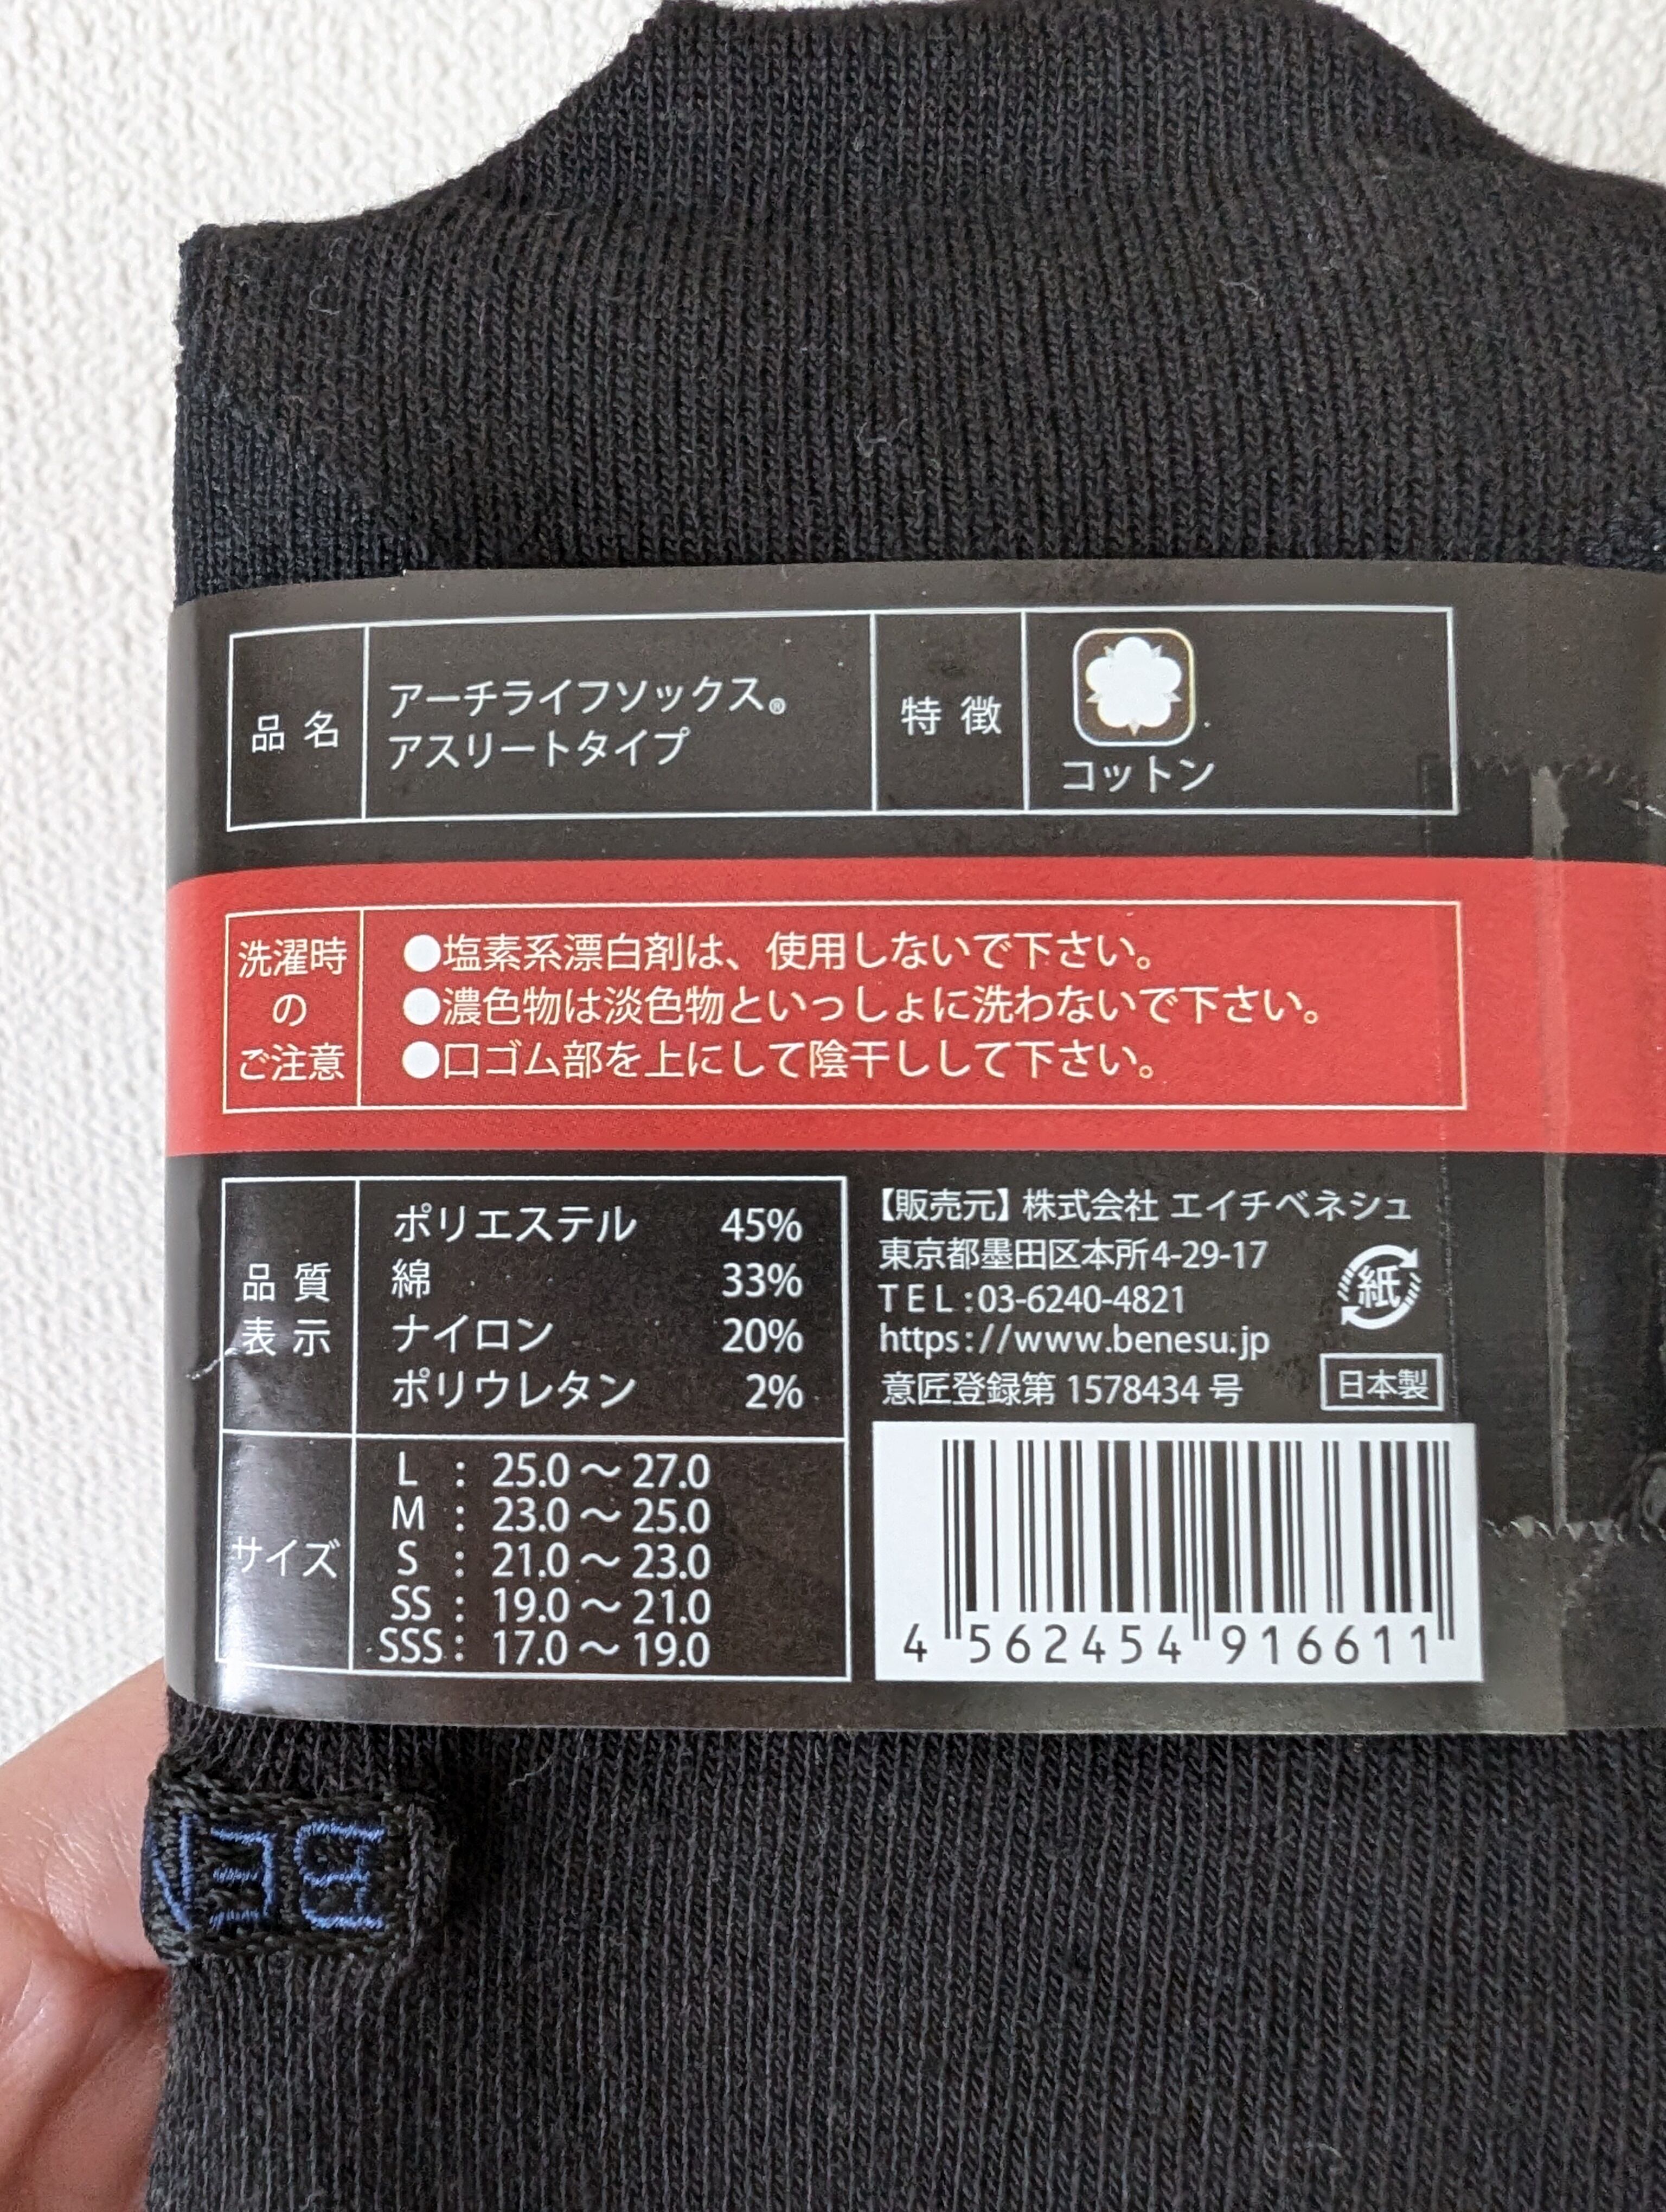 品名
アーチライフソックス®
アスリートタイプ
特徴
コットン
洗濯時
の
ご注意
●塩素系漂白剤は、使用しないで下さい。
●濃色物は淡色物といっしょに洗わないで下さい。
●口ゴム部を上にして陰干しして下さい。
品質
表示
ポリエステル 45%
綿 33%
ナイロン 20%
ポリウレタン 2%
サイズ
L : 25.0～27.0
M : 23.0～25.0
S : 21.0～23.0
SS : 19.0～21.0
SSS : 17.0～19.0
【販売元】株式会社 エイチベネシュ
東京都墨田区本所4-29-17
TEL:03-6240-4821
https://www.benesu.jp
意匠登録第1578434号
紙
日本製
4 562454 916611